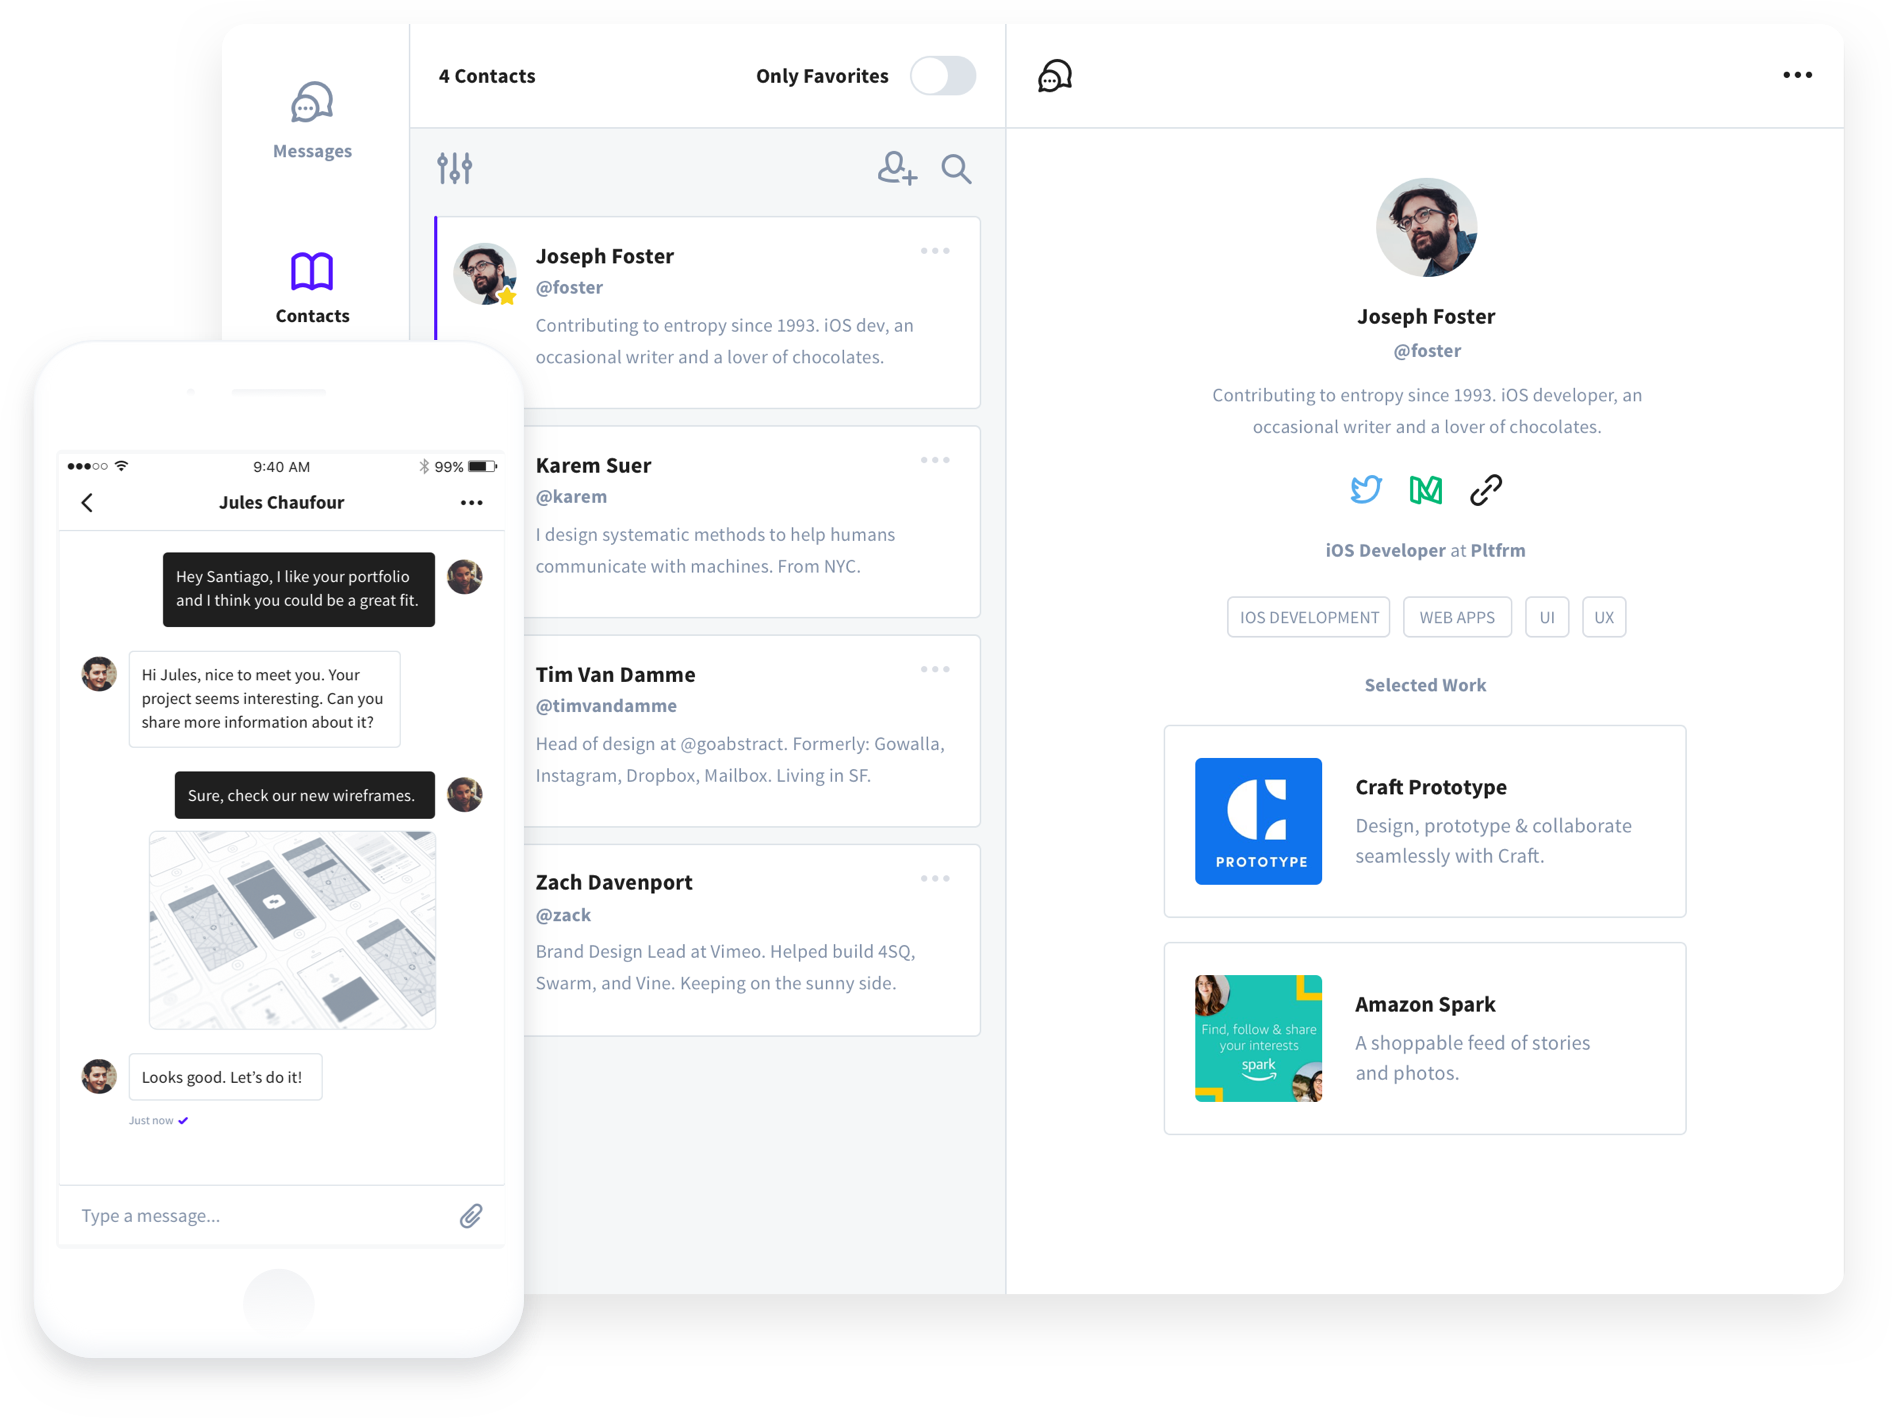 Messages
Contacts
4 Contacts
Only Favorites
Joseph Foster
@foster
Contributing to entropy since 1993. iOS dev, an
occasional writer and a lover of chocolates.
Karem Suer
@karem
I design systematic methods to help humans
communicate with machines. From NYC.
Tim Van Damme
@timvandamme
Head of design at @goabstract. Formerly: Gowalla,
Instagram, Dropbox, Mailbox. Living in SF.
Zach Davenport
@zack
Brand Design Lead at Vimeo. Helped build 4SQ,
Swarm, and Vine. Keeping on the sunny side.
Joseph Foster
@foster
Contributing to entropy since 1993. iOS developer, an
occasional writer and a lover of chocolates.
iOS Developer at Pltfrm
IOS DEVELOPMENT
WEB APPS
UI
UX
Selected Work
PROTOTYPE
Craft Prototype
Design, prototype & collaborate
seamlessly with Craft.
Find, follow & share
your interests
spark
Amazon Spark
A shoppable feed of stories
and photos.
9:40 AM
99%
Jules Chaufour
Hey Santiago, I like your portfolio
and I think you could be a great fit.
Hi Jules, nice to meet you. Your
project seems interesting. Can you
share more information about it?
Sure, check our new wireframes.
Looks good. Let’s do it!
Just now
Type a message...